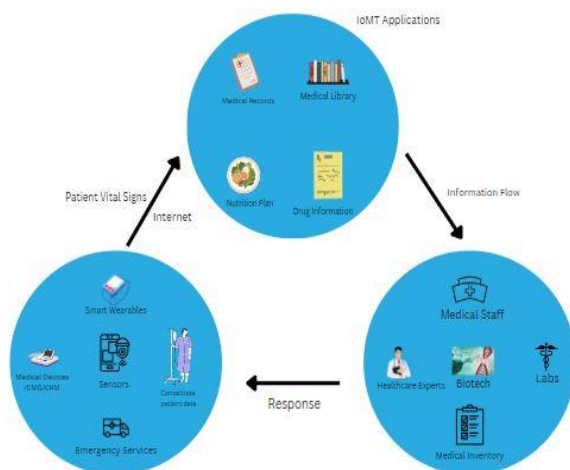 IoMT Applications
Medical Records
Medical Library
Nutrition Plan
Drug Information
Patient Vital Signs
Internet
Information Flow
Smart Wearables
Medical Devices
/EMG/CRM
Sensors
Contactless
patient data
Emergency Services
Response
Medical Staff
Healthcare Experts
Biotech
Labs
Medical Inventory